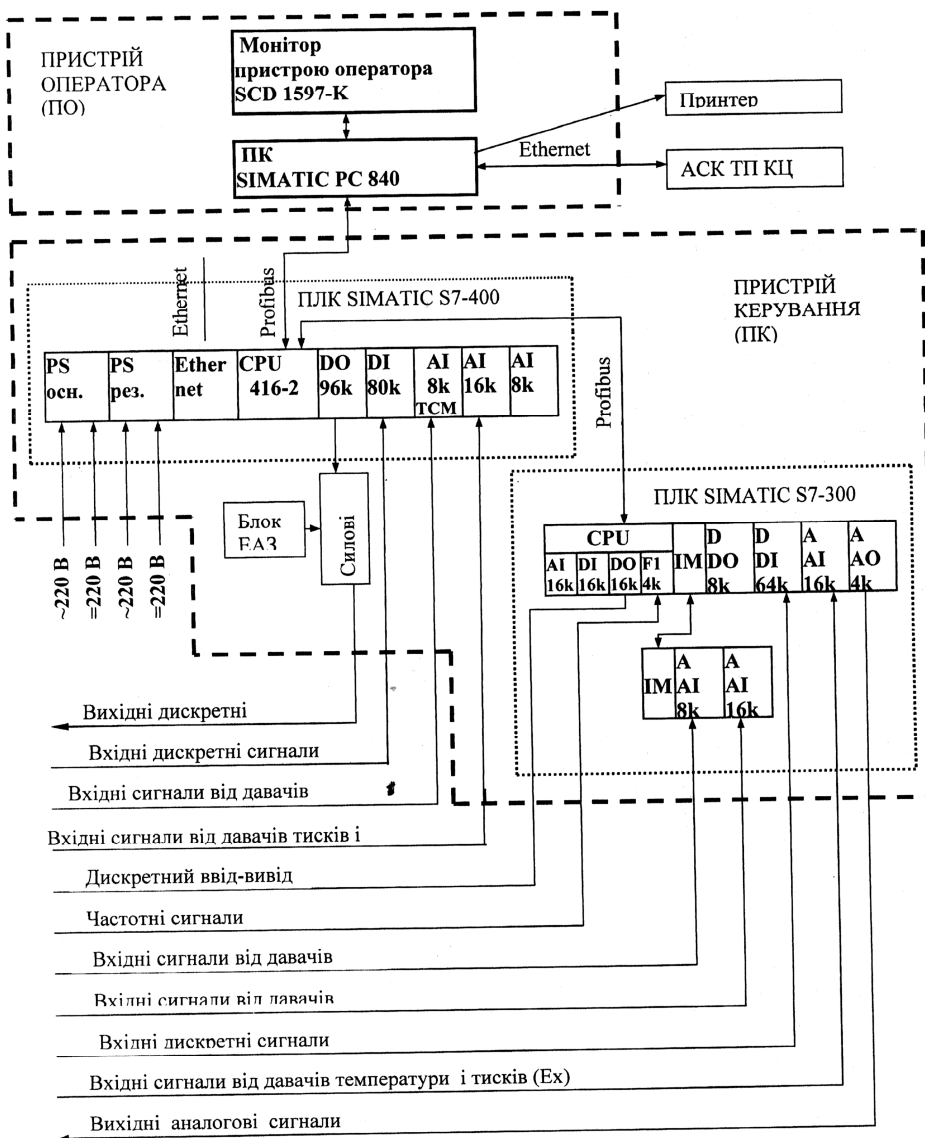 ПРИСТРІЙ
ОПЕРАТОРА
(ПО)
Монітор
пристрою оператора
SCD 1597-K
ПК
SIMATIC PC 840
Принтер
Ethernet
АСК ТП КЦ
Ethernet
Profibus
ПЛК SIMATIC S7-400
ПРИСТРІЙ
КЕРУВАННЯ
(ПК)
PS
осн.
PS
рез.
Ether
net
CPU
416-2
DO
96k
DI
80k
AI
8k
ТСМ
AI
16k
AI
8k
Profibus
~220 В
=220 В
~220 В
=220 В
Блок
ЕАЗ
Силові
ПЛК SIMATIC S7-300
CPU
AI
16k
DI
16k
DO
16k
F1
4k
IM
D
DO
8k
D
DI
64k
A
AI
16k
A
AO
4k
IM
A
AI
8k
A
AI
16k
Вихідні дискретні
Вхідні дискретні сигнали
Вхідні сигнали від давачів
t
Вхідні сигнали від давачів тисків і
Дискретний ввід-вивід
Частотні сигнали
Вхідні сигнали від давачів
Вхідні сигнали від давачів
Вхідні дискретні сигнали
Вхідні сигнали від давачів температури і тисків (Ex)
Вихідні аналогові сигнали